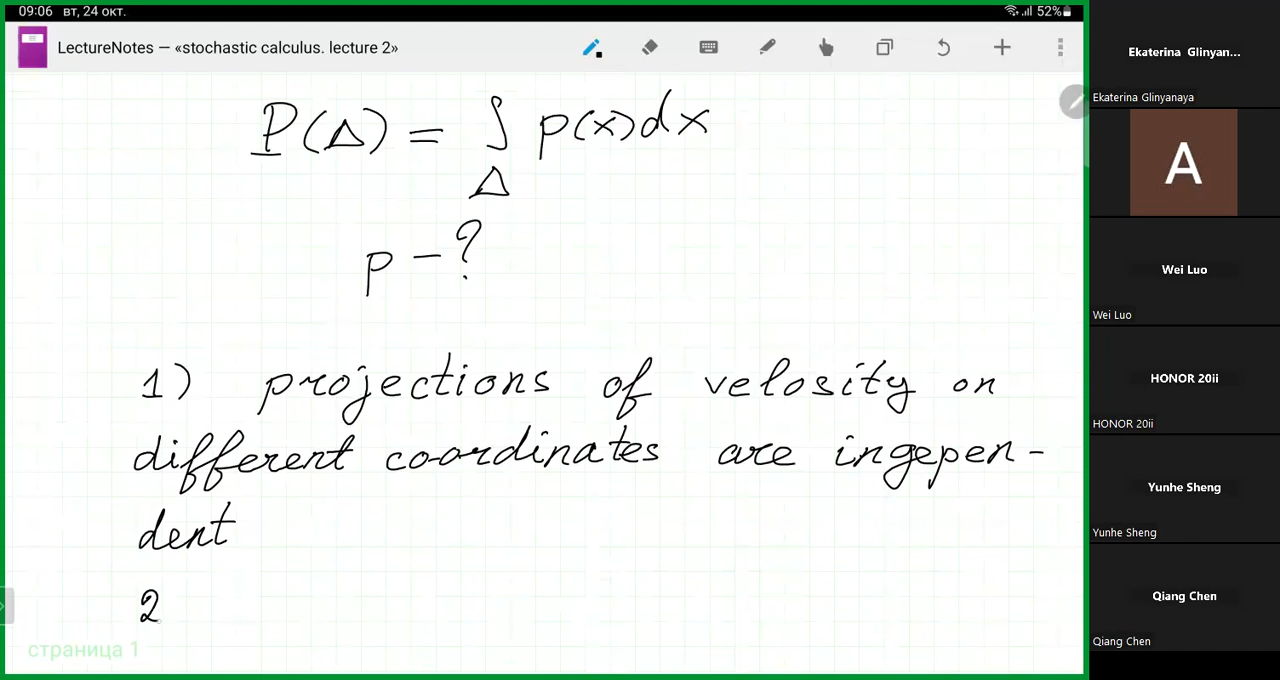 09:06 вт, 24 окт.
52%
LectureNotes — «stochastic calculus. lecture 2»
P(Δ) = ∫ p(x)dx
Δ
p - ?
1) projections of velosity on
different coordinates are ingepen-
dent
2
страница 1
Ekaterina Glinyan...
Ekaterina Glinyanaya
A
Wei Luo
Wei Luo
HONOR 20ii
HONOR 20ii
Yunhe Sheng
Yunhe Sheng
Qiang Chen
Qiang Chen